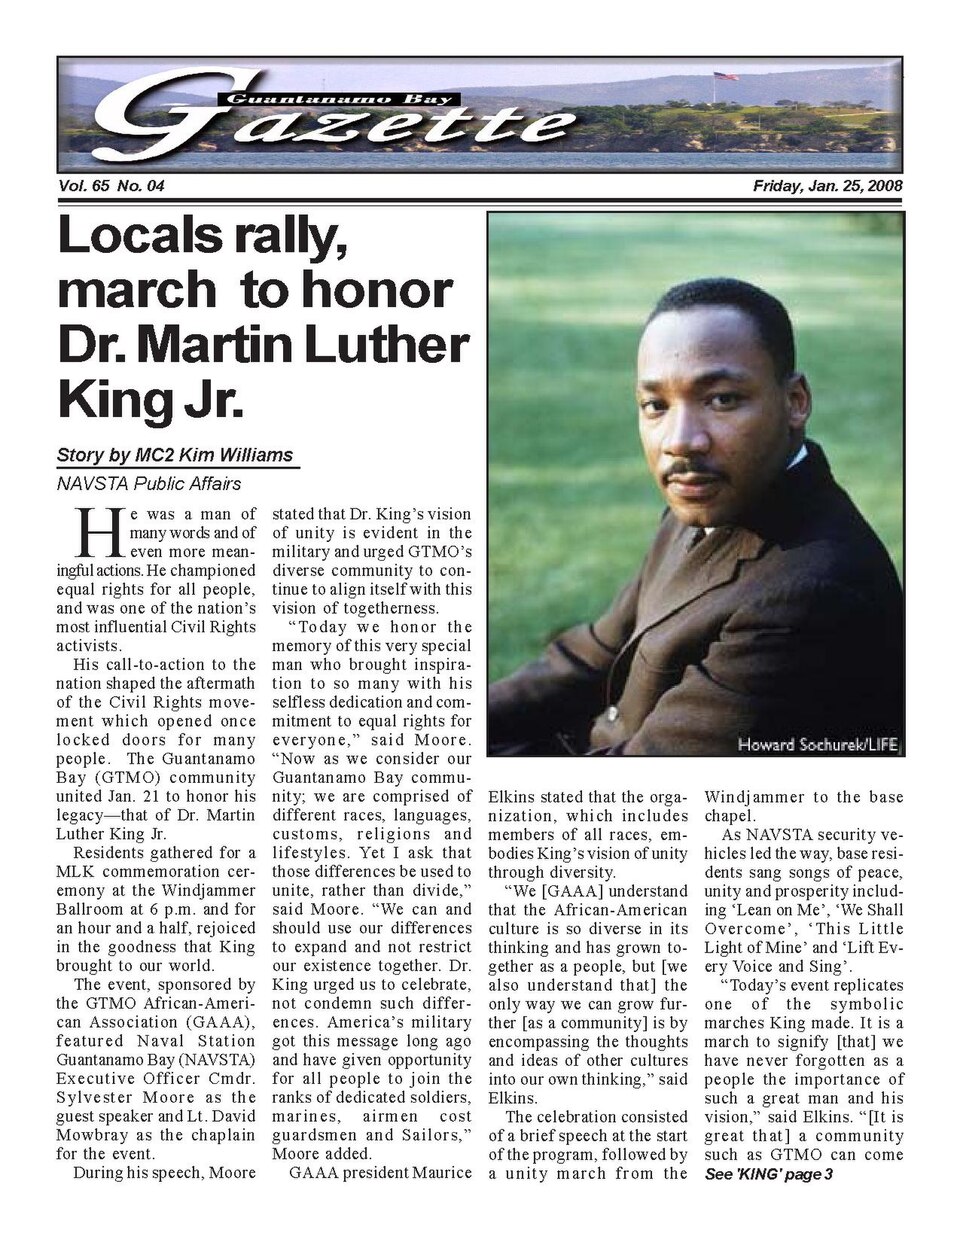 Guantanamo Bay
Gazette
Vol. 65 No. 04
Friday, Jan. 25, 2008
Locals rally,
march to honor
Dr. Martin Luther
King Jr.
Story by MC2 Kim Williams
NAVSTA Public Affairs
He was a man of
many words and of
even more mean-
ingful actions. He championed
equal rights for all people,
and was one of the nation's
most influential Civil Rights
activists.
His call-to-action to the
nation shaped the aftermath
of the Civil Rights move-
ment which opened once
locked doors for many
people. The Guantanamo
Bay (GTMO) community
united Jan. 21 to honor his
legacy—that of Dr. Martin
Luther King Jr.
Residents gathered for a
MLK commemoration cer-
emony at the Windjammer
Ballroom at 6 p.m. and for
an hour and a half, rejoiced
in the goodness that King
brought to our world.
The event, sponsored by
the GTMO African-Ameri-
can Association (GAAA),
featured Naval Station
Guantanamo Bay (NAVSTA)
Executive Officer Cmdr.
Sylvester Moore as the
guest speaker and Lt. David
Mowbray as the chaplain
for the event.
During his speech, Moore
stated that Dr. King's vision
of unity is evident in the
military and urged GTMO's
diverse community to con-
tinue to align itself with this
vision of togetherness.
"Today we honor the
memory of this very special
man who brought inspira-
tion to so many with his
selfless dedication and com-
mitment to equal rights for
everyone," said Moore.
"Now as we consider our
Guantanamo Bay commu-
nity; we are comprised of
different races, languages,
customs, religions and
lifestyles. Yet I ask that
those differences be used to
unite, rather than divide,"
said Moore. "We can and
should use our differences
to expand and not restrict
our existence together. Dr.
King urged us to celebrate,
not condemn such differ-
ences. America's military
got this message long ago
and have given opportunity
for all people to join the
ranks of dedicated soldiers,
marines, airmen cost
guardsmen and Sailors,"
Moore added.
GAAA president Maurice
Howard Sochurek/LIFE
Elkins stated that the orga-
nization, which includes
members of all races, em-
bodies King's vision of unity
through diversity.
"We [GAAA] understand
that the African-American
culture is so diverse in its
thinking and has grown to-
gether as a people, but [we
also understand that] the
only way we can grow fur-
ther [as a community] is by
encompassing the thoughts
and ideas of other cultures
into our own thinking," said
Elkins.
The celebration consisted
of a brief speech at the start
of the program, followed by
a unity march from the
Windjammer to the base
chapel.
As NAVSTA security ve-
hicles led the way, base resi-
dents sang songs of peace,
unity and prosperity includ-
ing 'Lean on Me', 'We Shall
Overcome', 'This Little
Light of Mine' and 'Lift Ev-
ery Voice and Sing'.
"Today's event replicates
one of the symbolic
marches King made. It is a
march to signify [that] we
have never forgotten as a
people the importance of
such a great man and his
vision," said Elkins. "[It is
great that] a community
such as GTMO can come
See 'KING' page 3